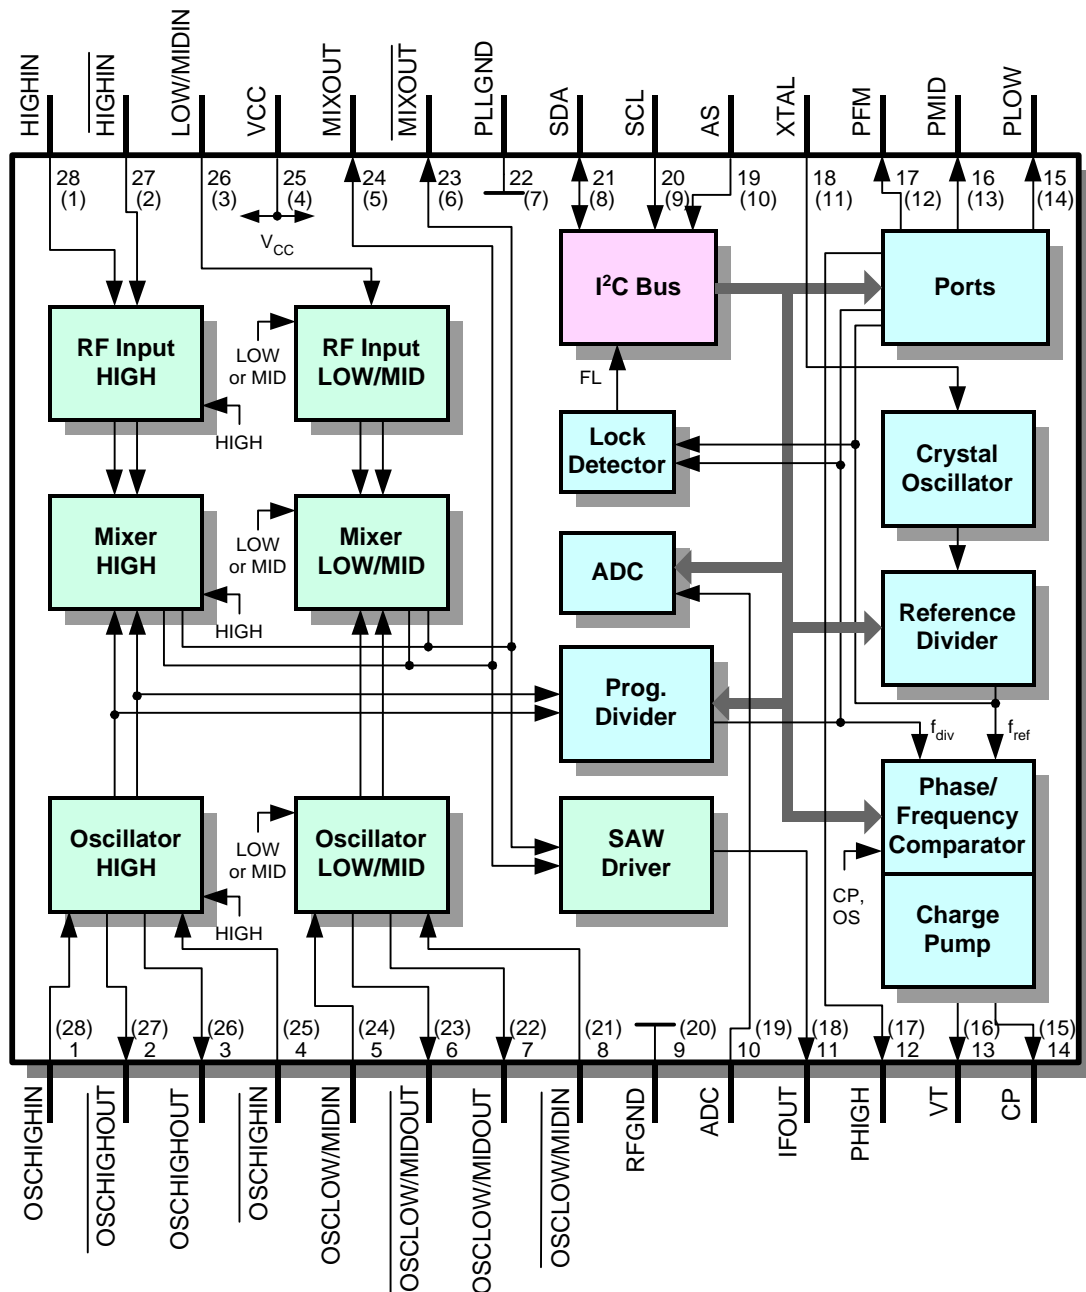 HIGHIN
HIGHIN
LOW/MIDIN
VCC
MIXOUT
MIXOUT
PLLGND
SDA
SCL
AS
XTAL
PFM
PMID
PLOW
28
(1)
27
(2)
26
(3)
25
(4)
24
(5)
23
(6)
22
(7)
21
(8)
20
(9)
19
(10)
18
(11)
17
(12)
16
(13)
15
(14)
VCC
RF Input
HIGH
HIGH
LOW
or MID
RF Input
LOW/MID
I²C Bus
Ports
FL
Lock
Detector
Crystal
Oscillator
Mixer
HIGH
HIGH
LOW
or MID
Mixer
LOW/MID
ADC
Reference
Divider
Prog.
Divider
fdiv
fref
Oscillator
HIGH
HIGH
LOW
or MID
Oscillator
LOW/MID
SAW
Driver
Phase/
Frequency
Comparator
CP,
OS
Charge
Pump
(28)
1
(27)
2
(26)
3
(25)
4
(24)
5
(23)
6
(22)
7
(21)
8
(20)
9
(19)
10
(18)
11
(17)
12
(16)
13
(15)
14
OSCHIGHIN
OSCHIGHOUT
OSCHIGHOUT
OSCHIGHIN
OSCLOW/MIDIN
OSCLOW/MIDOUT
OSCLOW/MIDOUT
OSCLOW/MIDIN
RFGND
ADC
IFOUT
PHIGH
VT
CP